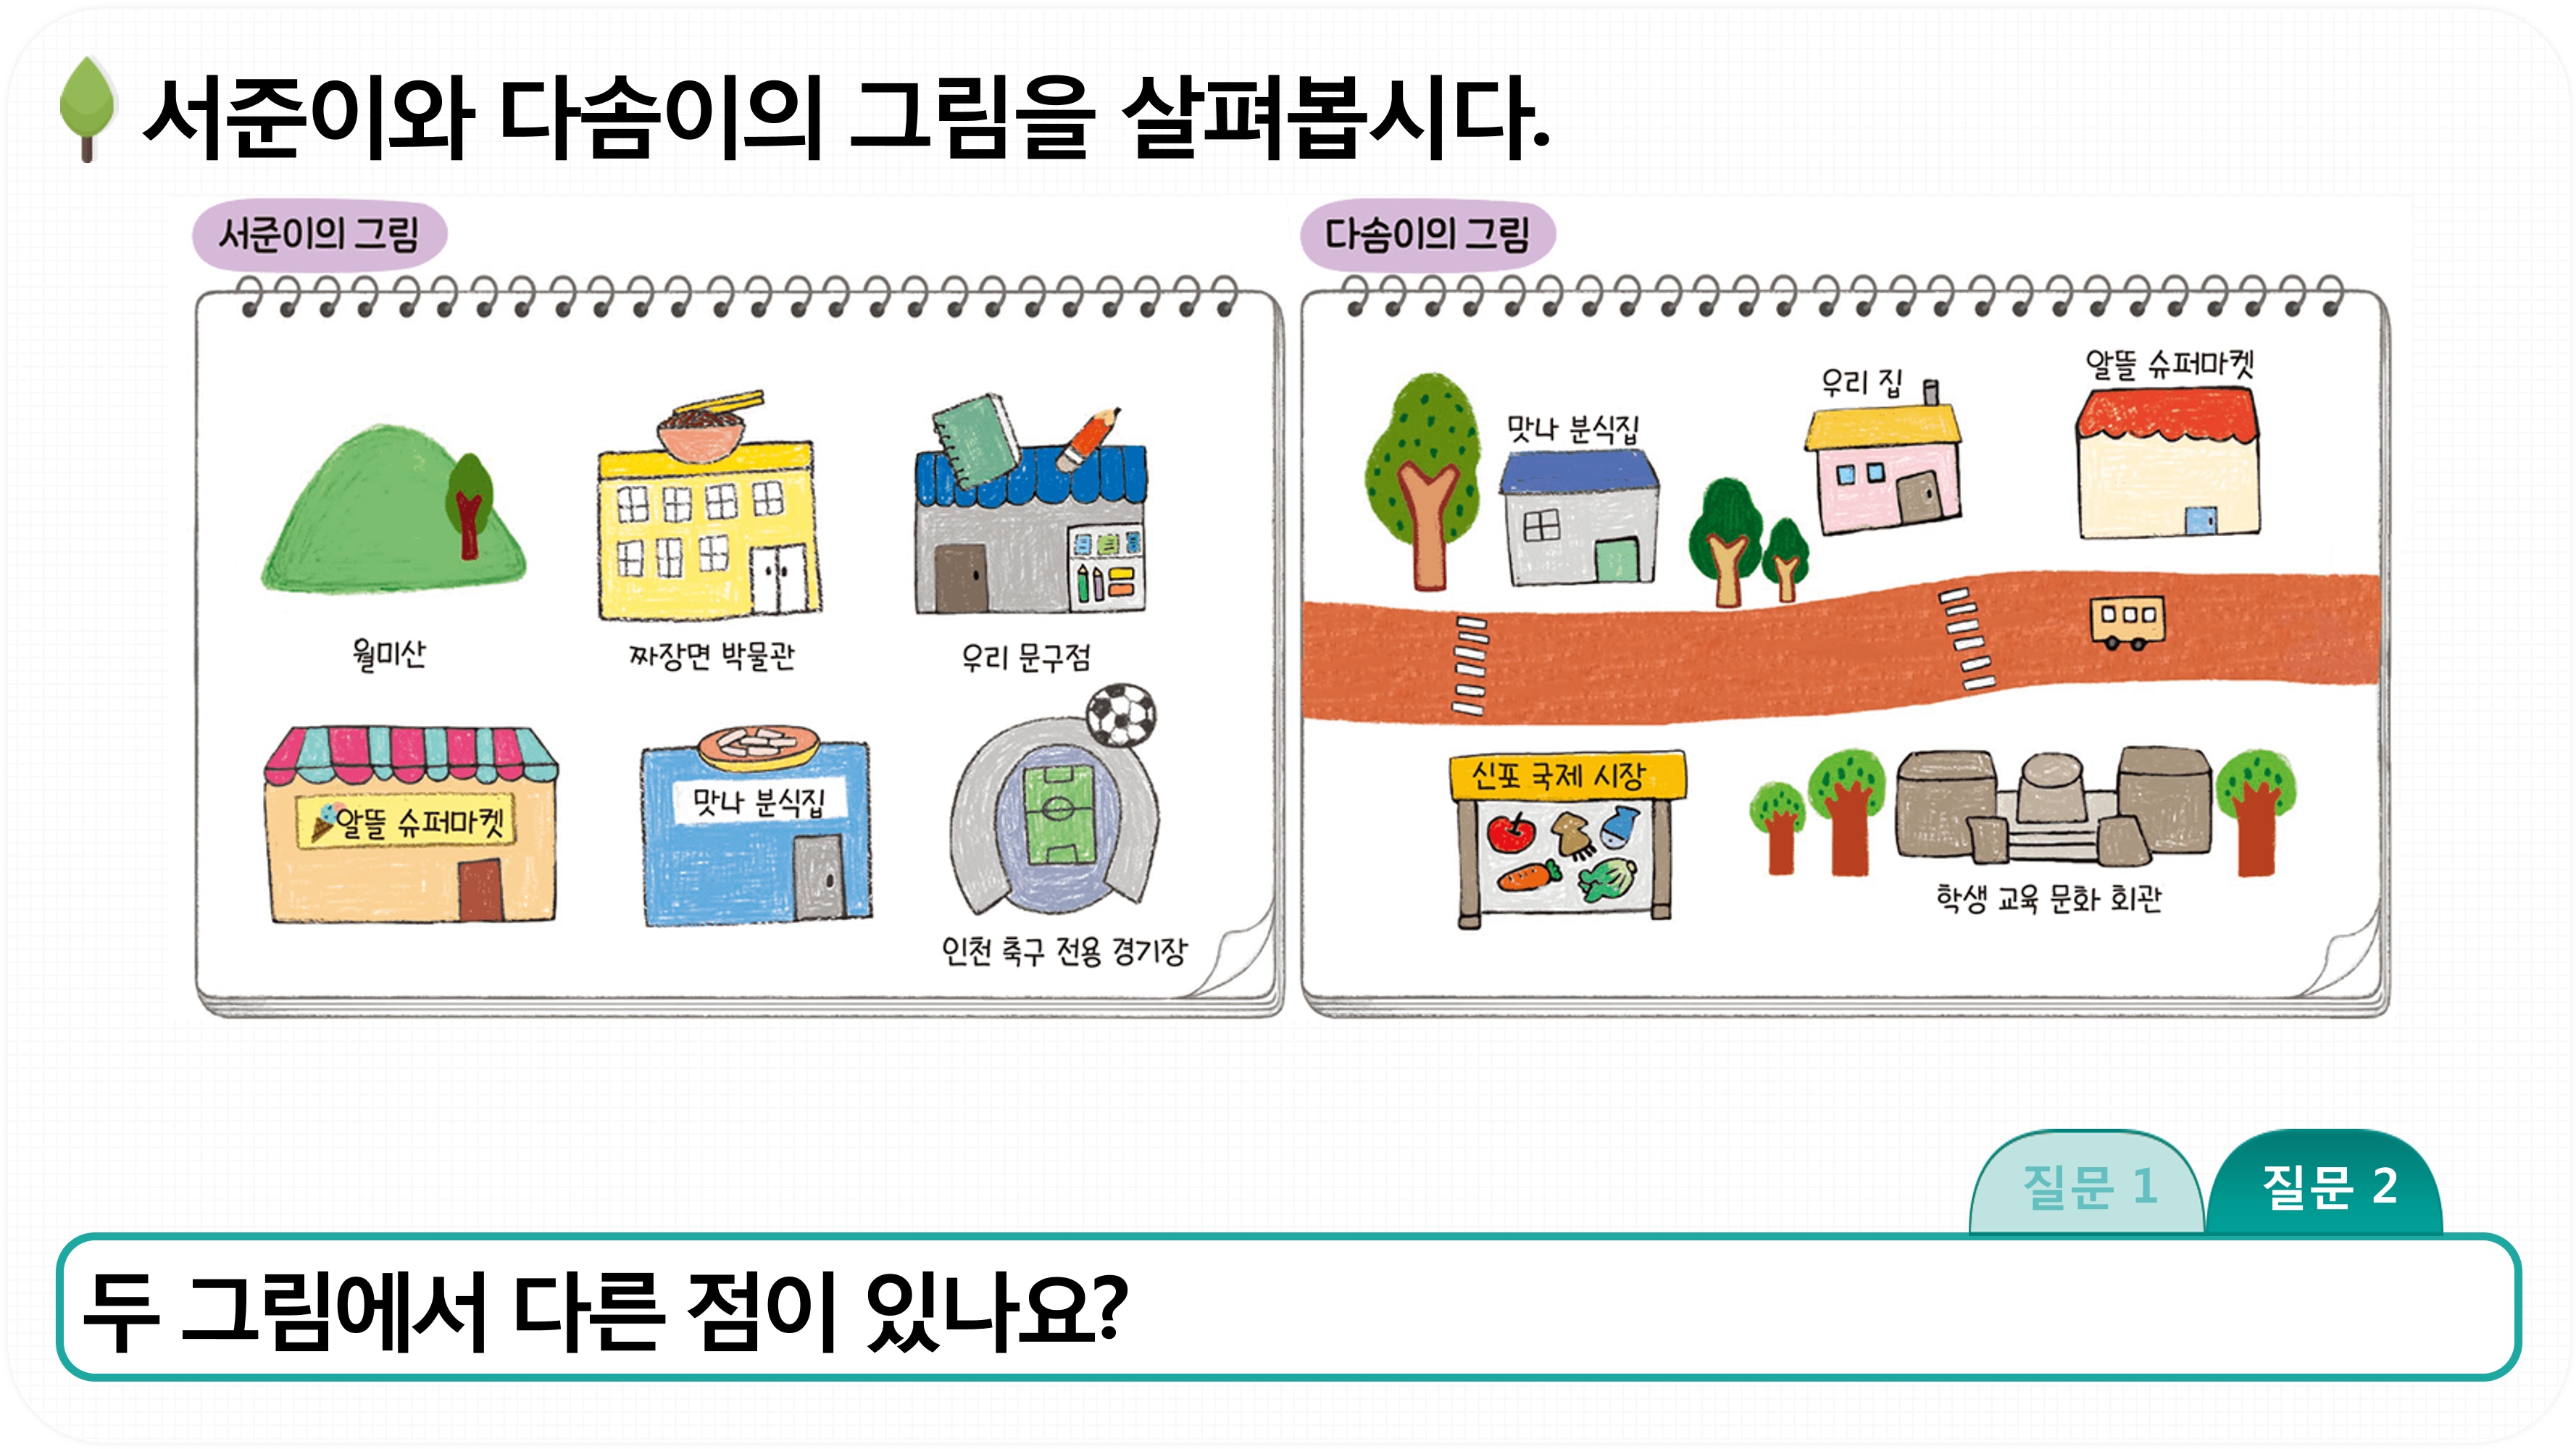 서준이와 다솜이의 그림을 살펴봅시다.
서준이의 그림
월미산
짜장면 박물관
우리 문구점
알뜰 슈퍼마켓
맛나 분식집
인천 축구 전용 경기장
다솜이의 그림
맛나 분식집
우리 집
알뜰 슈퍼마켓
신포 국제 시장
학생 교육 문화 회관
질문 1
질문 2
두 그림에서 다른 점이 있나요?